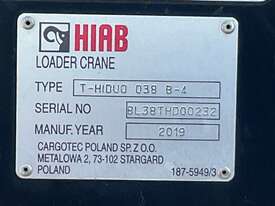 HIAB
LOADER CRANE
TYPE T-HIDUO 038 B-4
SERIAL NO BL38THD00232
MANUF. YEAR 2019
CARGOTEC POLAND SP. Z O.O.
METALOWA 2, 73-102 STARGARD
POLAND 187-5949/3